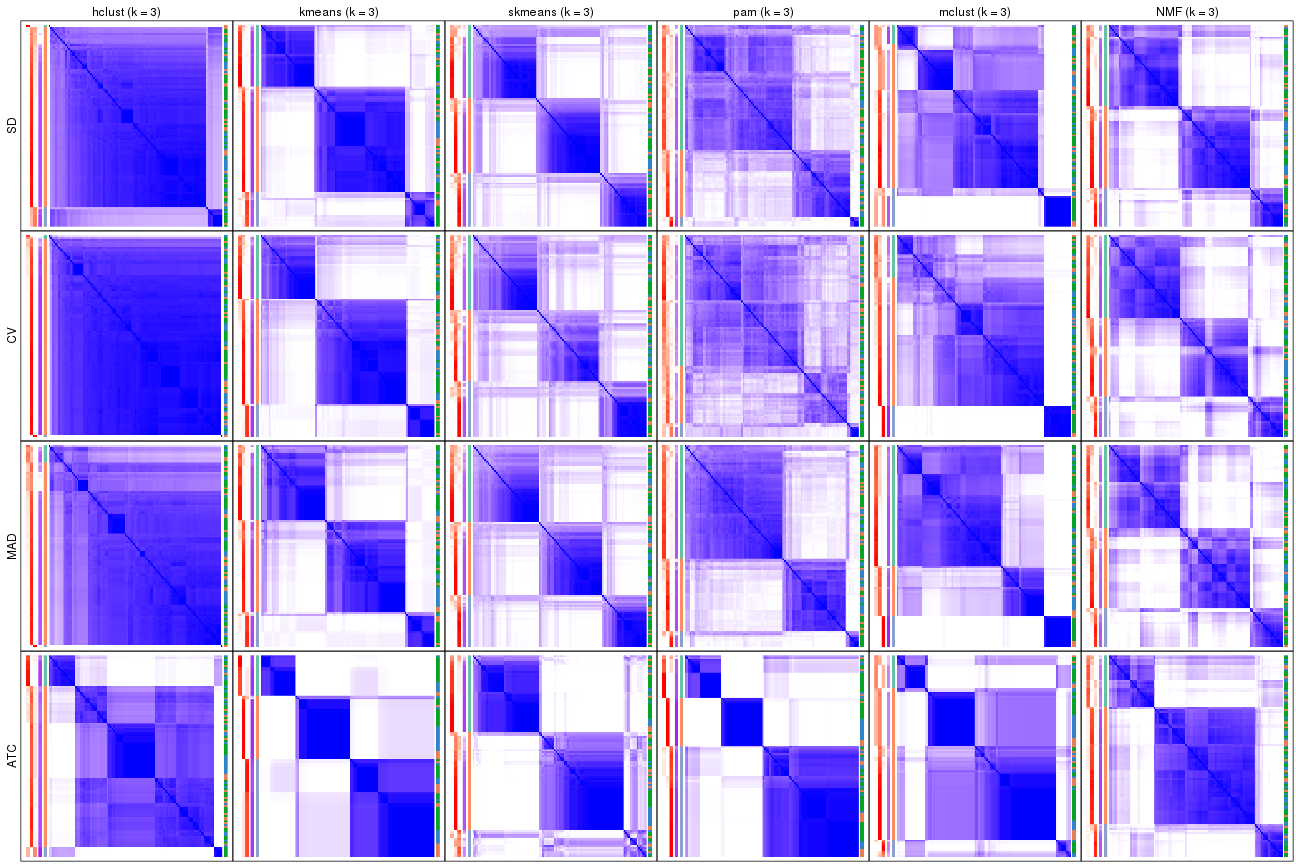 hclust (k = 3) kmeans (k = 3) skmeans (k = 3) pam (k = 3) mclust (k = 3) NMF (k = 3)
SD
CV
MAD
ATC